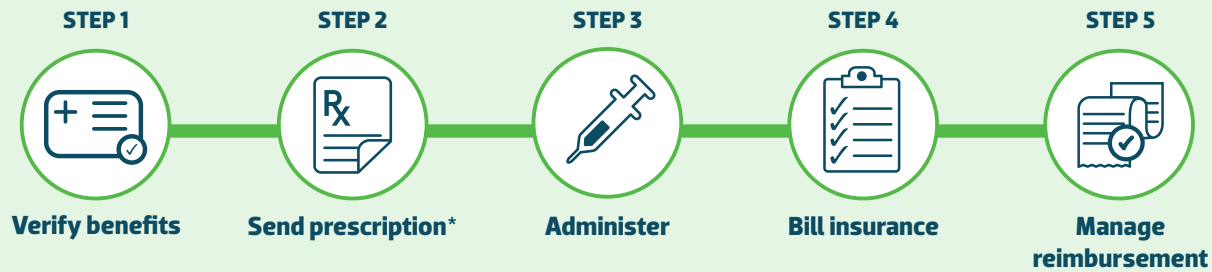 STEP 1
STEP 2
STEP 3
STEP 4
STEP 5
Rx
Verify benefits
Send prescription*
Administer
Bill insurance
Manage
reimbursement